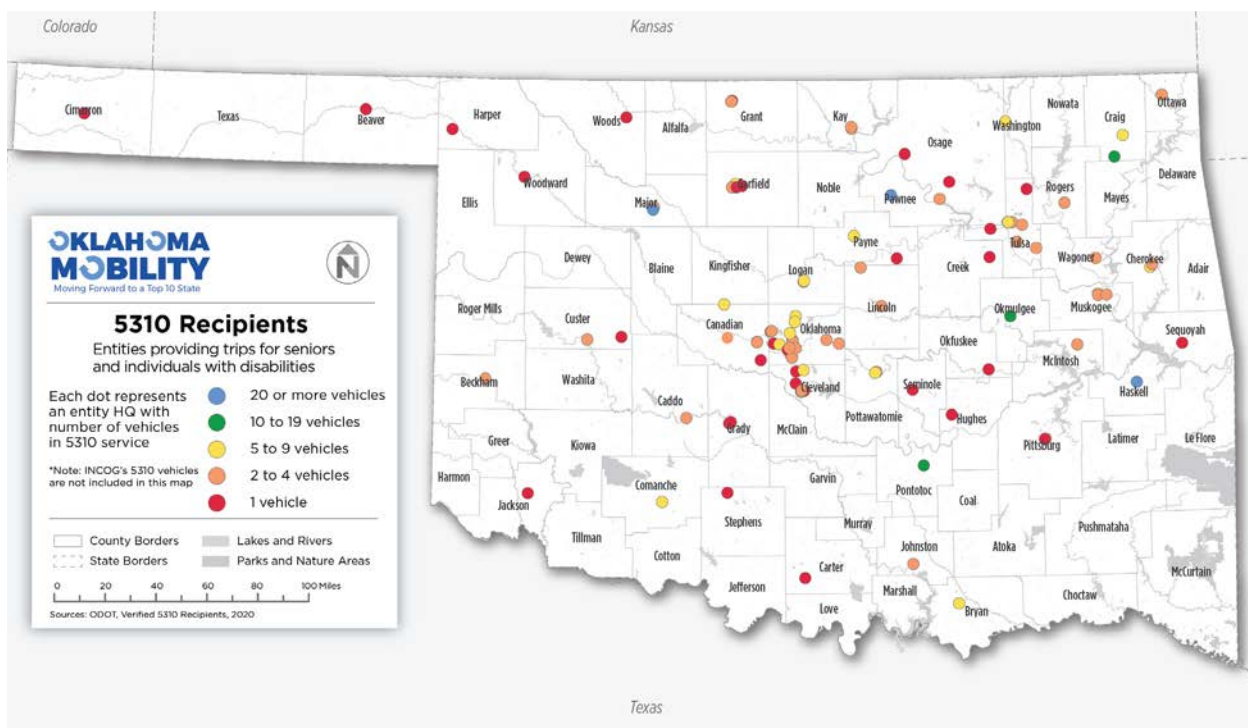 Colorado
Kansas
Cimarron
Texas
Beaver
Harper
Woods
Alfalfa
Grant
Kay
Osage
Washington
Nowata
Craig
Ottawa
Ellis
Woodward
Major
Garfield
Noble
Pawnee
Rogers
Mayes
Delaware
Dewey
Blaine
Kingfisher
Logan
Payne
Creek
Tulsa
Wagoner
Cherokee
Adair
Roger Mills
Custer
Canadian
Oklahoma
Lincoln
Okfuskee
Okmulgee
Muskogee
McIntosh
Sequoyah
Beckham
Washita
Caddo
Grady
McClain
Cleveland
Pottawatomie
Seminole
Hughes
Pittsburg
Haskell
Latimer
Le Flore
Greer
Kiowa
Harmon
Jackson
Comanche
Tillman
Cotton
Stephens
Garvin
Murray
Pontotoc
Coal
Johnston
Atoka
Pushmataha
McCurtain
Jefferson
Carter
Love
Marshall
Bryan
Choctaw
Texas
OKLAHOMA
MOBILITY
Moving Forward to a Top 10 State
N
5310 Recipients
Entities providing trips for seniors
and individuals with disabilities
Each dot represents
an entity HQ with
number of vehicles
in 5310 service
*Note: INCOG's 5310 vehicles
are not included in this map
20 or more vehicles
10 to 19 vehicles
5 to 9 vehicles
2 to 4 vehicles
1 vehicle
County Borders
Lakes and Rivers
State Borders
Parks and Nature Areas
0 20 40 60 80 100 Miles
Sources: ODOT, Verified 5310 Recipients, 2020